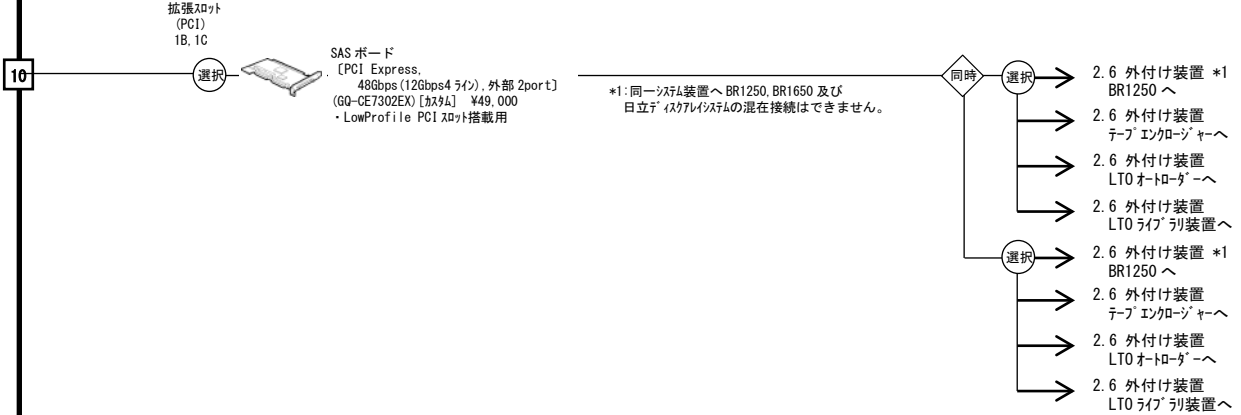 拡張ｽﾛｯﾄ
(PCI)
1B,1C
10
選択
SAS ボード
〔PCI Express,
48Gbps(12Gbps4 ﾗｲﾝ),外部 2port〕
(GQ-CE7302EX)[ｶｽﾀﾑ] ¥49,000
・LowProfile PCI ｽﾛｯﾄ搭載用
*1:同一ｼｽﾃﾑ装置へ BR1250,BR1650 及び
日立ﾃﾞｨｽｸｱﾚｲｼｽﾃﾑの混在接続はできません。
同時
選択
2.6 外付け装置 *1
BR1250 へ
2.6 外付け装置
ﾃｰﾌﾟｴﾝｸﾛｰｼﾞｬｰへ
2.6 外付け装置
LTO ｵｰﾄﾛｰﾀﾞｰへ
2.6 外付け装置
LTO ﾗｲﾌﾞﾗﾘ装置へ
選択
2.6 外付け装置 *1
BR1250 へ
2.6 外付け装置
ﾃｰﾌﾟｴﾝｸﾛｰｼﾞｬｰへ
2.6 外付け装置
LTO ｵｰﾄﾛｰﾀﾞｰへ
2.6 外付け装置
LTO ﾗｲﾌﾞﾗﾘ装置へ